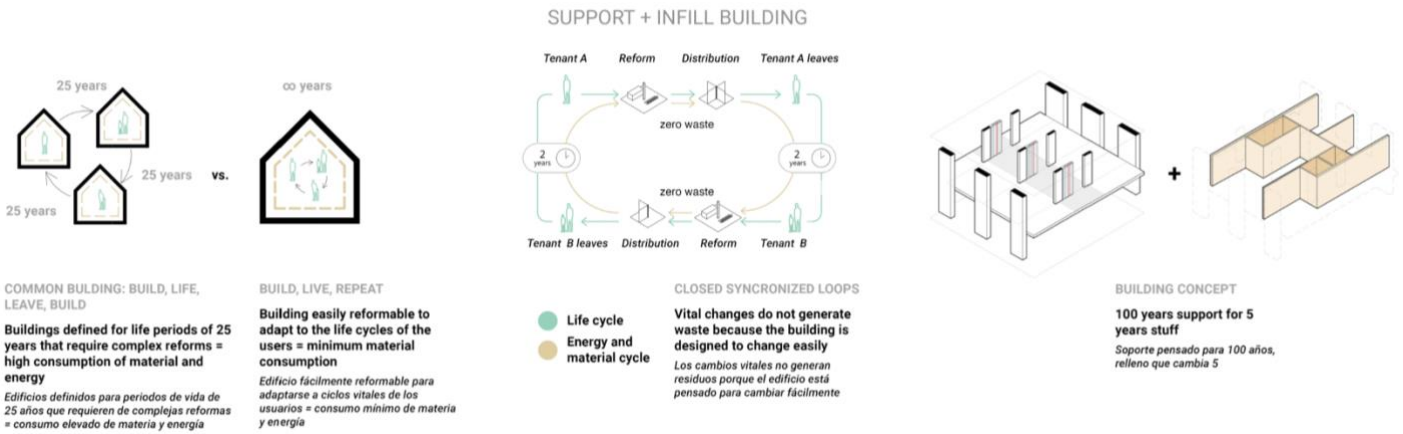 SUPPORT + INFILL BUILDING
25 years
25 years
25 years
vs.
∞ years
Tenant A
Reform
Distribution
Tenant A leaves
zero waste
2
years
2
years
zero waste
Tenant B leaves
Distribution
Reform
Tenant B
+
COMMON BULDING: BUILD, LIFE,
LEAVE, BUILD
Buildings defined for life periods of 25
years that require complex reforms =
high consumption of material and
energy
Edificios definidos para periodos de vida de
25 años que requieren de complejas reformas
= consumo elevado de materia y energía
BUILD, LIVE, REPEAT
Building easily reformable to
adapt to the life cycles of the
users = minimum material
consumption
Edificio fácilmente reformable para
adaptarse a ciclos vitales de los
usuarios = consumo mínimo de materia
y energía
Life cycle
Energy and
material cycle
CLOSED SYNCRONIZED LOOPS
Vital changes do not generate
waste because the building is
designed to change easily
Los cambios vitales no generan
residuos porque el edificio está
pensado para cambiar fácilmente
BUILDING CONCEPT
100 years support for 5
years stuff
Soporte pensado para 100 años,
relleno que cambia 5